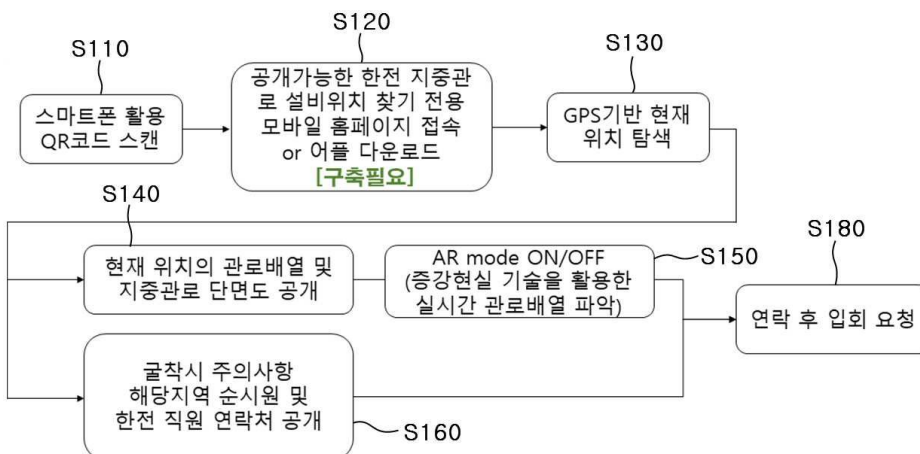 S110
스마트폰 활용
QR코드 스캔
S120
공개가능한 한전 지중관
로 설비위치 찾기 전용
모바일 홈페이지 접속
or 어플 다운로드
[구축필요]
S130
GPS기반 현재
위치 탐색
S140
현재 위치의 관로배열 및
지중관로 단면도 공개
S150
AR mode ON/OFF
(증강현실 기술을 활용한
실시간 관로배열 파악)
S160
굴착시 주의사항
해당지역 순시원 및
한전 직원 연락처 공개
S180
연락 후 입회 요청